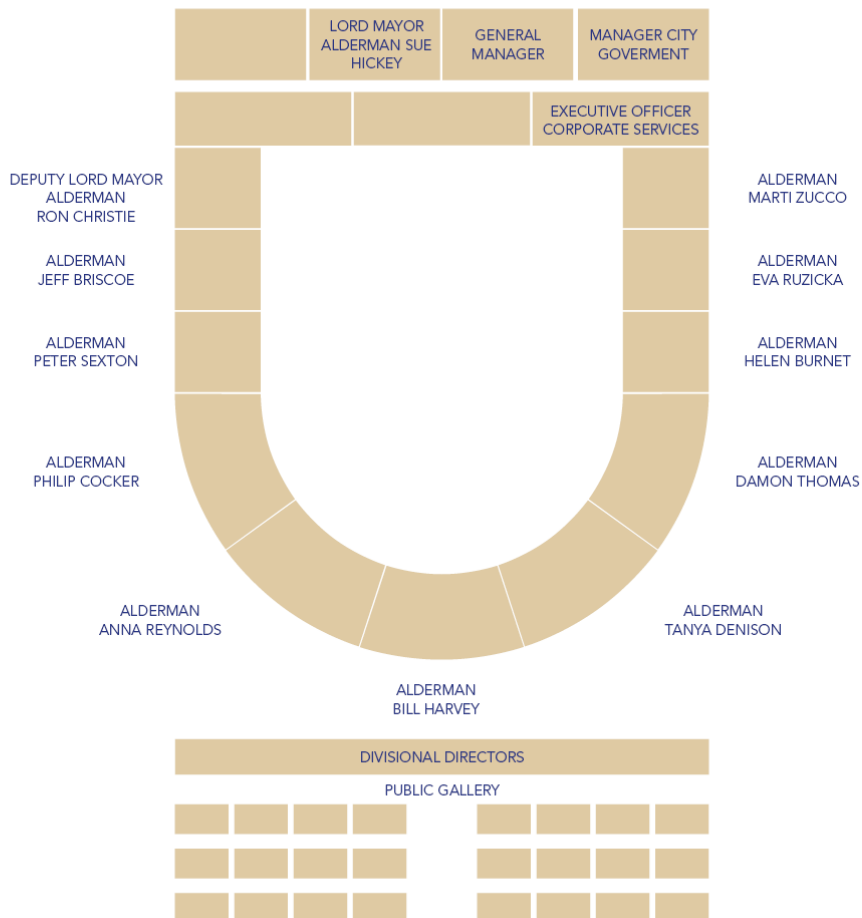 LORD MAYOR
ALDERMAN SUE
HICKEY
GENERAL
MANAGER
MANAGER CITY
GOVERMENT
EXECUTIVE OFFICER
CORPORATE SERVICES
DEPUTY LORD MAYOR
ALDERMAN
RON CHRISTIE
ALDERMAN
MARTI ZUCCO
ALDERMAN
JEFF BRISCOE
ALDERMAN
EVA RUZICKA
ALDERMAN
PETER SEXTON
ALDERMAN
HELEN BURNET
ALDERMAN
PHILIP COCKER
ALDERMAN
DAMON THOMAS
ALDERMAN
ANNA REYNOLDS
ALDERMAN
TANYA DENISON
ALDERMAN
BILL HARVEY
DIVISIONAL DIRECTORS
PUBLIC GALLERY